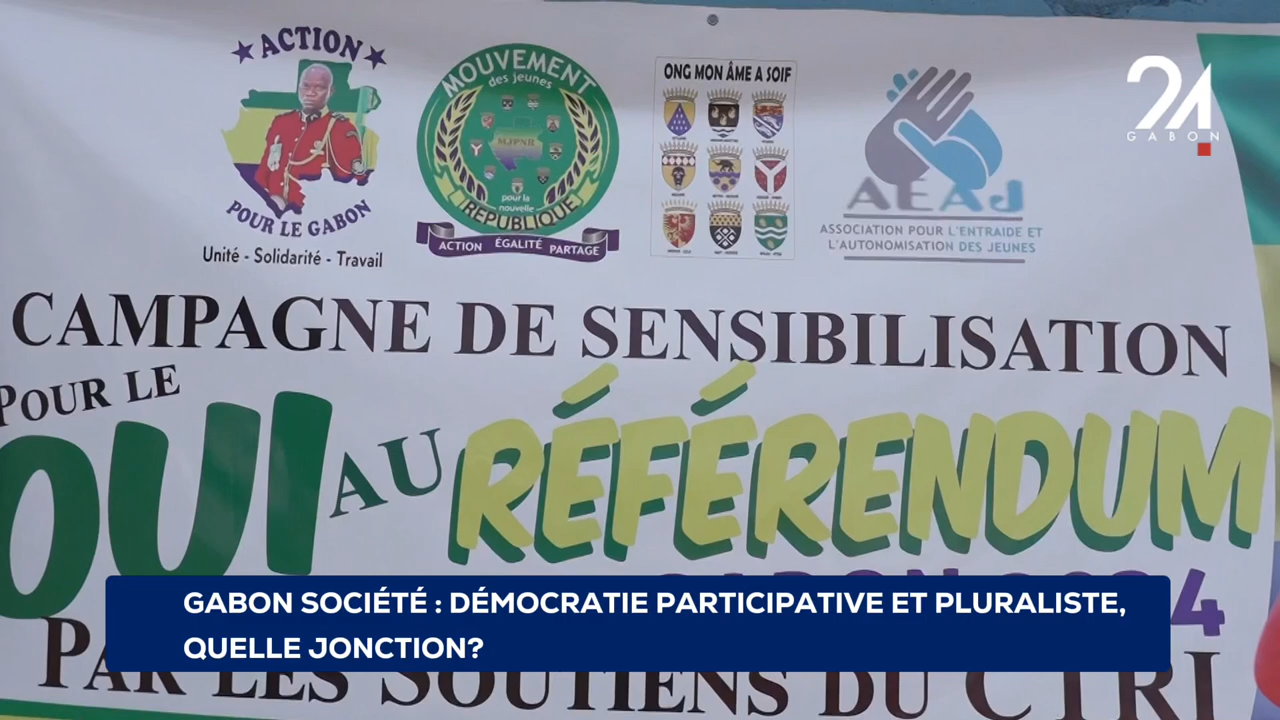 ACTION
POUR LE GABON
Unité - Solidarité - Travail
MOUVEMENT
des jeunes
MJPNR
pour la
nouvelle
RÉPUBLIQUE
ACTION ÉGALITÉ PARTAGE
ONG MON ÂME A SOIF
AEAJ
ASSOCIATION POUR L'ENTRAIDE ET
L'AUTONOMISATION DES JEUNES
24
GABON
CAMPAGNE DE SENSIBILISATION
POUR LE
OUI AU RÉFÉRENDUM
PAR LES SOUTIENS DU CTRI
GABON SOCIÉTÉ : DÉMOCRATIE PARTICIPATIVE ET PLURALISTE,
QUELLE JONCTION?